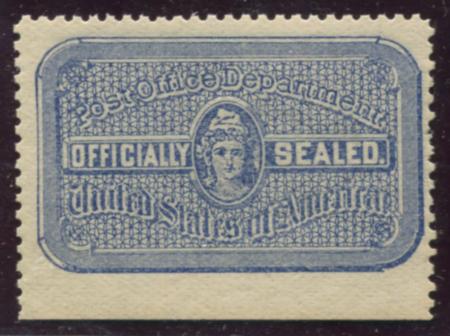 Post Office Department
OFFICIALLY SEALED.
United States of America.